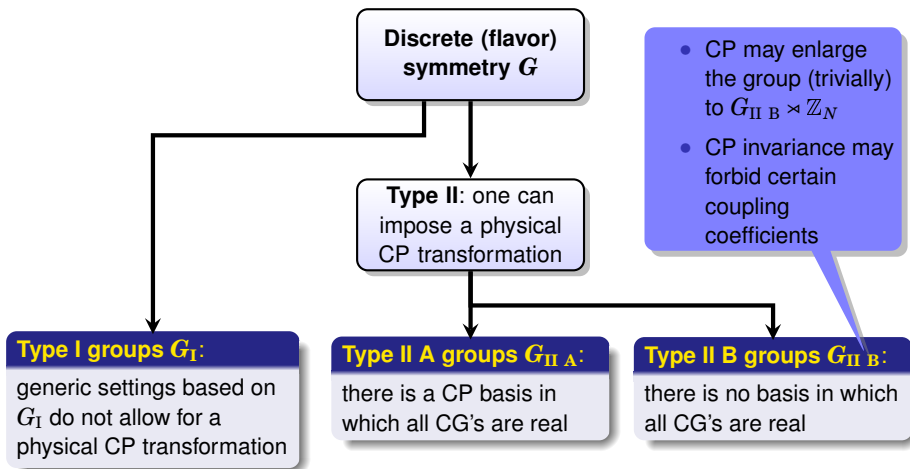 Discrete (flavor)
symmetry G
• CP may enlarge
the group (trivially)
to G_II B ⋊ ℤ_N
• CP invariance may
forbid certain
coupling
coefficients
Type II: one can
impose a physical
CP transformation
Type I groups G_I:
generic settings based on
G_I do not allow for a
physical CP transformation
Type II A groups G_II A:
there is a CP basis in
which all CG's are real
Type II B groups G_II B:
there is no basis in which
all CG's are real